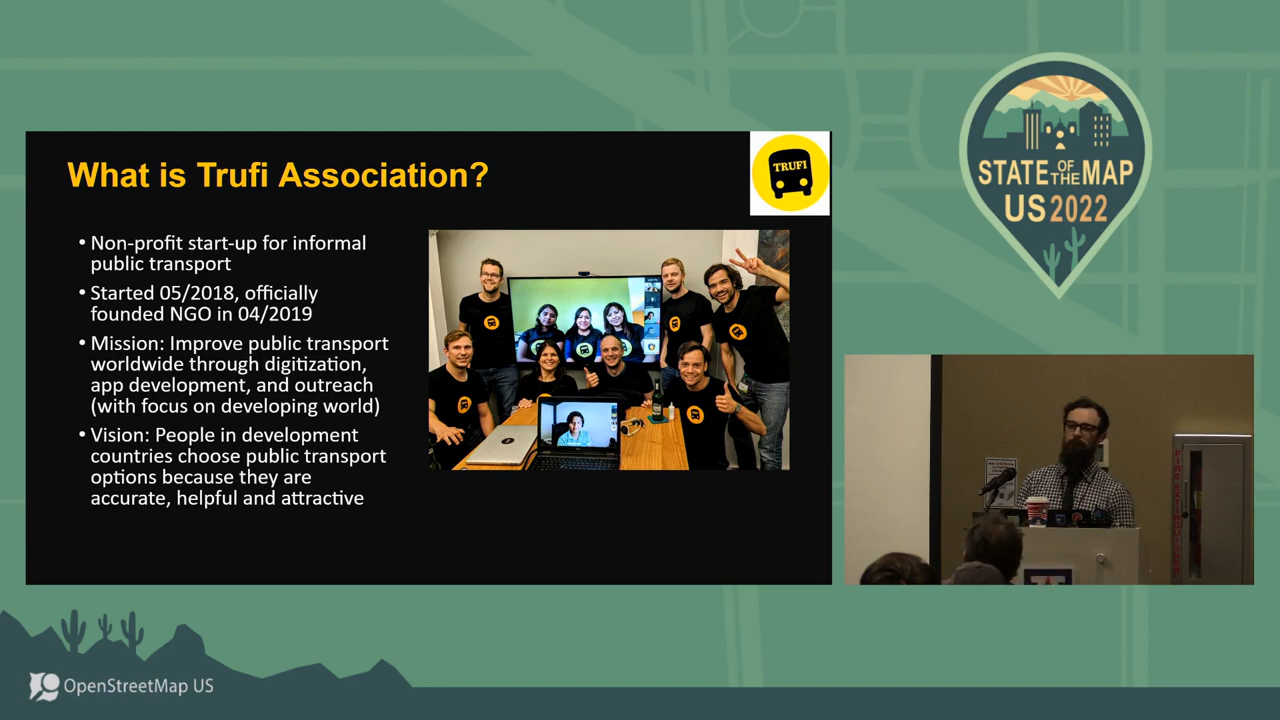 What is Trufi Association?
TRUFI
• Non-profit start-up for informal
public transport
• Started 05/2018, officially
founded NGO in 04/2019
• Mission: Improve public transport
worldwide through digitization,
app development, and outreach
(with focus on developing world)
• Vision: People in development
countries choose public transport
options because they are
accurate, helpful and attractive
STATE OF THE MAP
US 2022
FIRE EXTINGUISHER
OpenStreetMap US